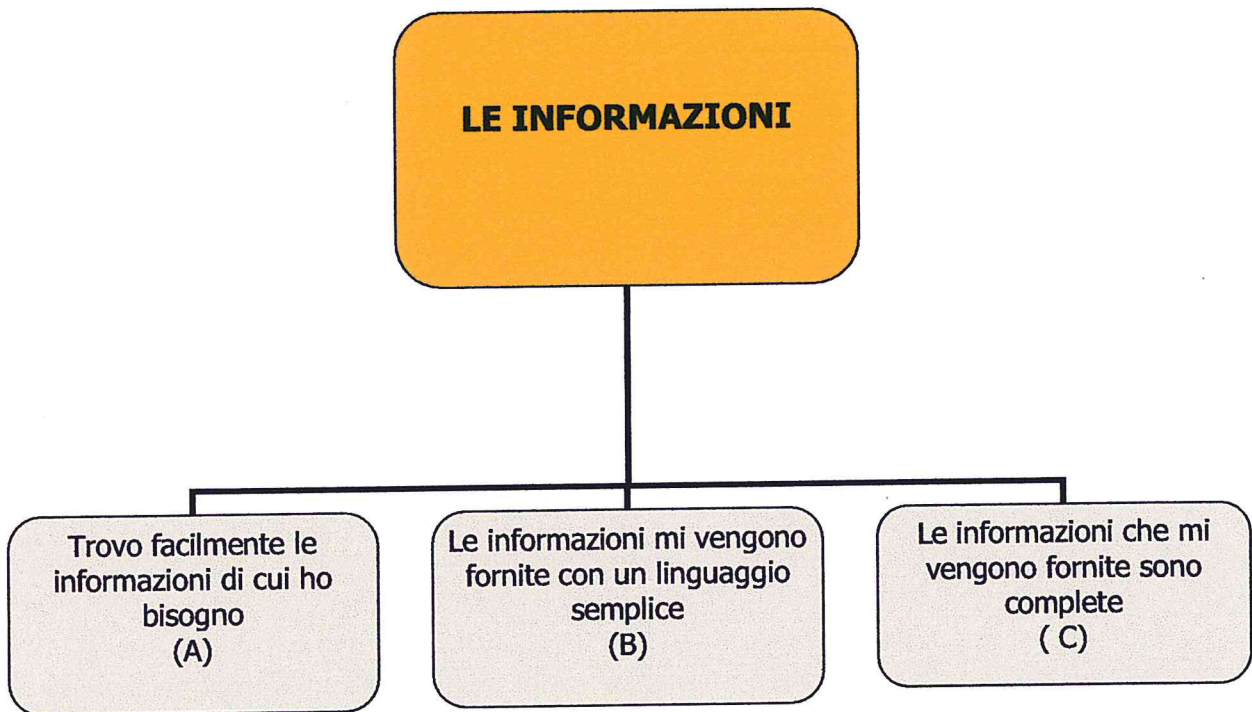 LE INFORMAZIONI
Trovo facilmente le
informazioni di cui ho
bisogno
(A)
Le informazioni mi vengono
fornite con un linguaggio
semplice
(B)
Le informazioni che mi
vengono fornite sono
complete
( C)